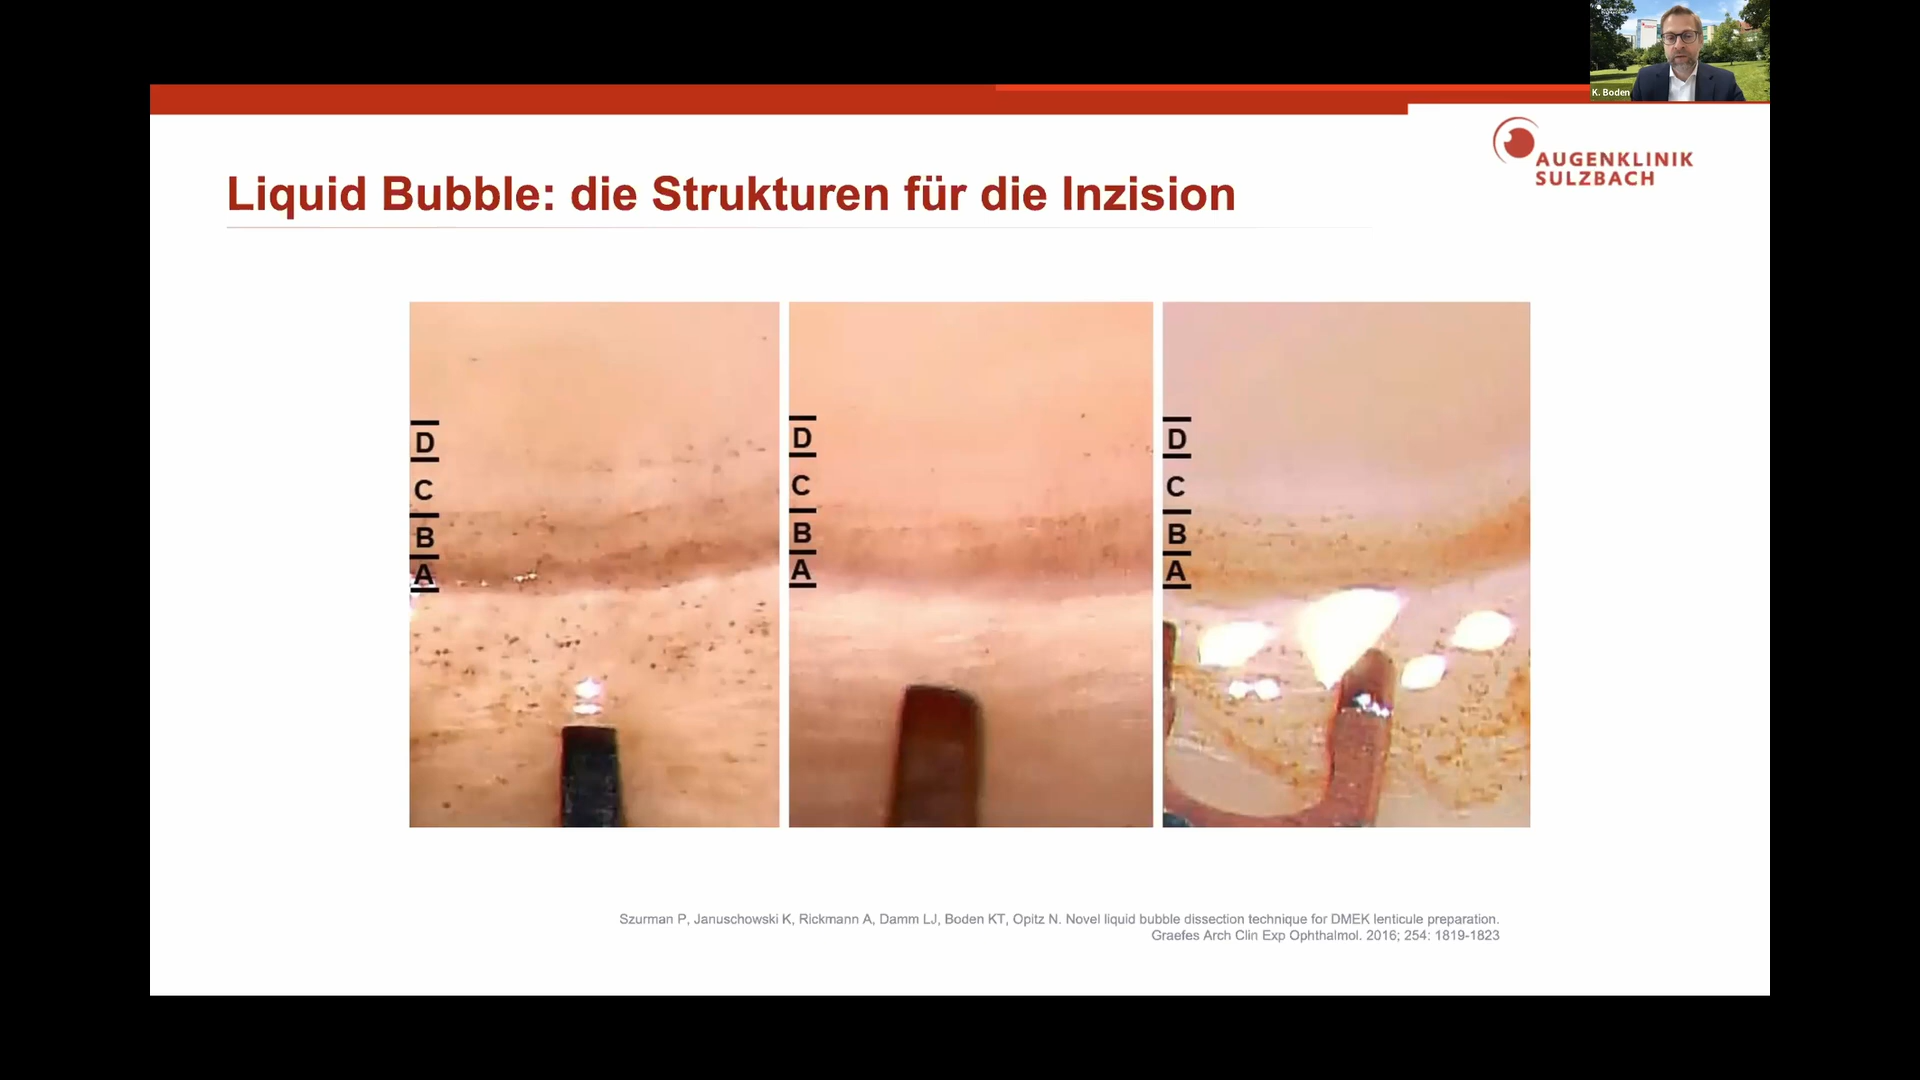 K. Boden
AUGENKLINIK
SULZBACH
Liquid Bubble: die Strukturen für die Inzision
D
C
B
A
D
C
B
A
D
C
B
A
Szurman P, Januschowski K, Rickmann A, Damm LJ, Boden KT, Opitz N. Novel liquid bubble dissection technique for DMEK lenticule preparation.
Graefes Arch Clin Exp Ophthalmol. 2016; 254: 1819-1823